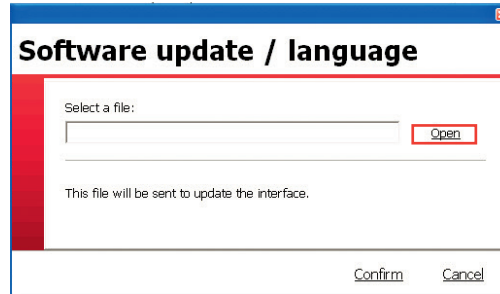 Software update / language
Select a file:
Open
This file will be sent to update the interface.
Confirm Cancel